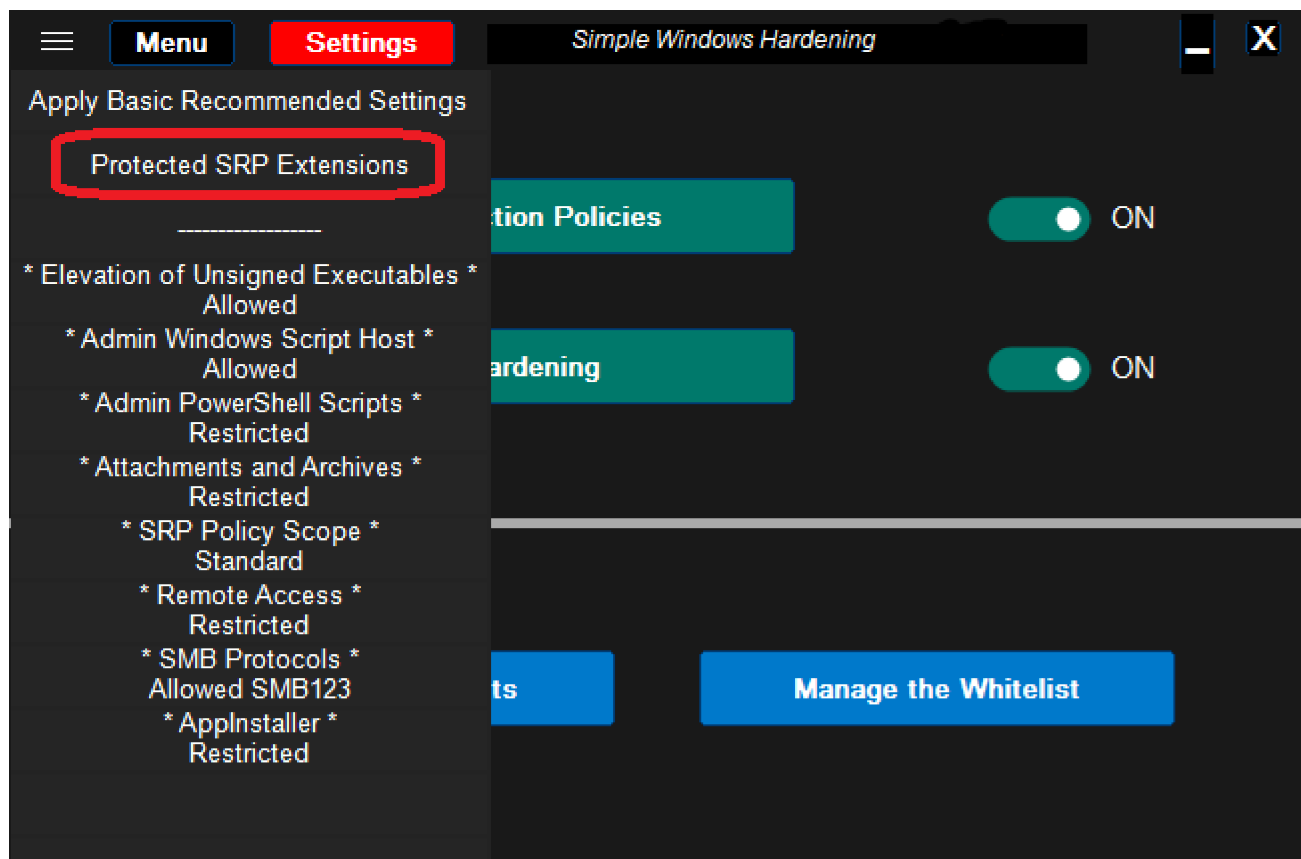 Menu Settings Simple Windows Hardening _ X
Apply Basic Recommended Settings
Protected SRP Extensions
------------------
tion Policies ON
* Elevation of Unsigned Executables *
Allowed
* Admin Windows Script Host *
Allowed
ardening ON
* Admin PowerShell Scripts *
Restricted
* Attachments and Archives *
Restricted
* SRP Policy Scope *
Standard
* Remote Access *
Restricted
* SMB Protocols *
Allowed SMB123
ts Manage the Whitelist
* AppInstaller *
Restricted